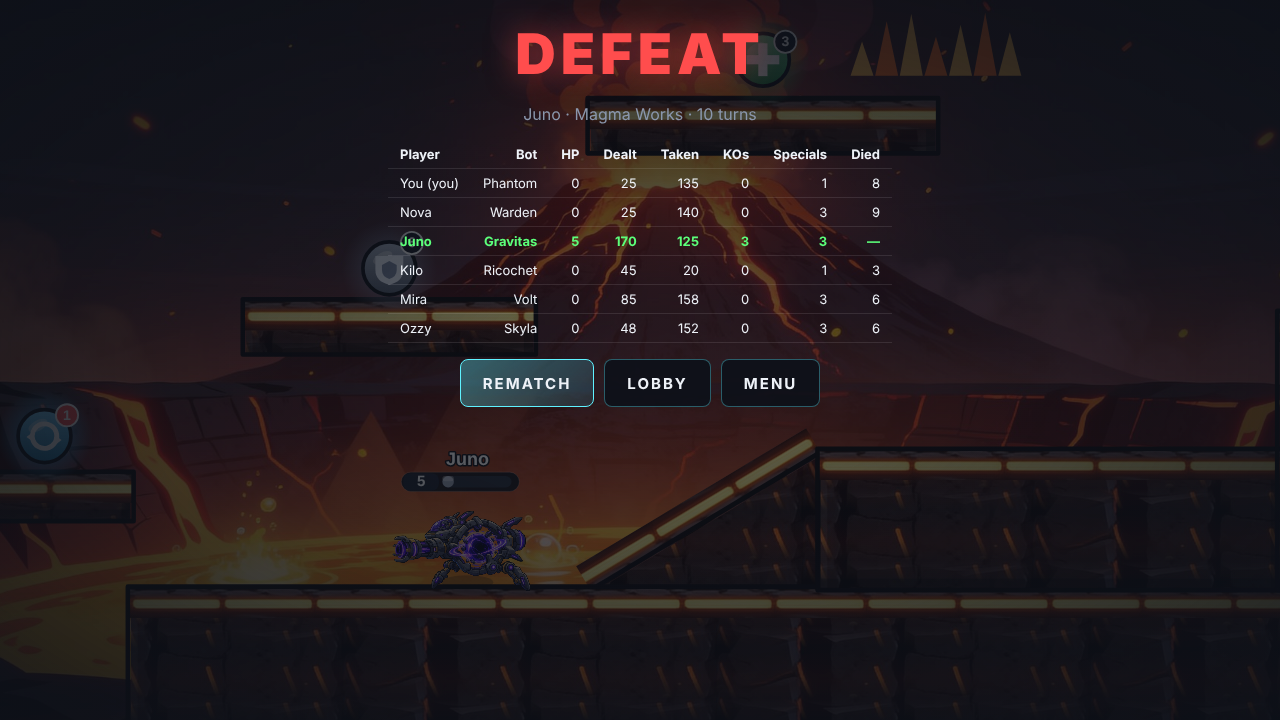 DEFEAT
3
Juno · Magma Works · 10 turns
Player Bot HP Dealt Taken KOs Specials Died
You (you) Phantom 0 25 135 0 1 8
Nova Warden 0 25 140 0 3 9
Juno Gravitas 5 170 125 3 3 —
Kilo Ricochet 0 45 20 0 1 3
Mira Volt 0 85 158 0 3 6
Ozzy Skyla 0 48 152 0 3 6
REMATCH LOBBY MENU
1
Juno
5